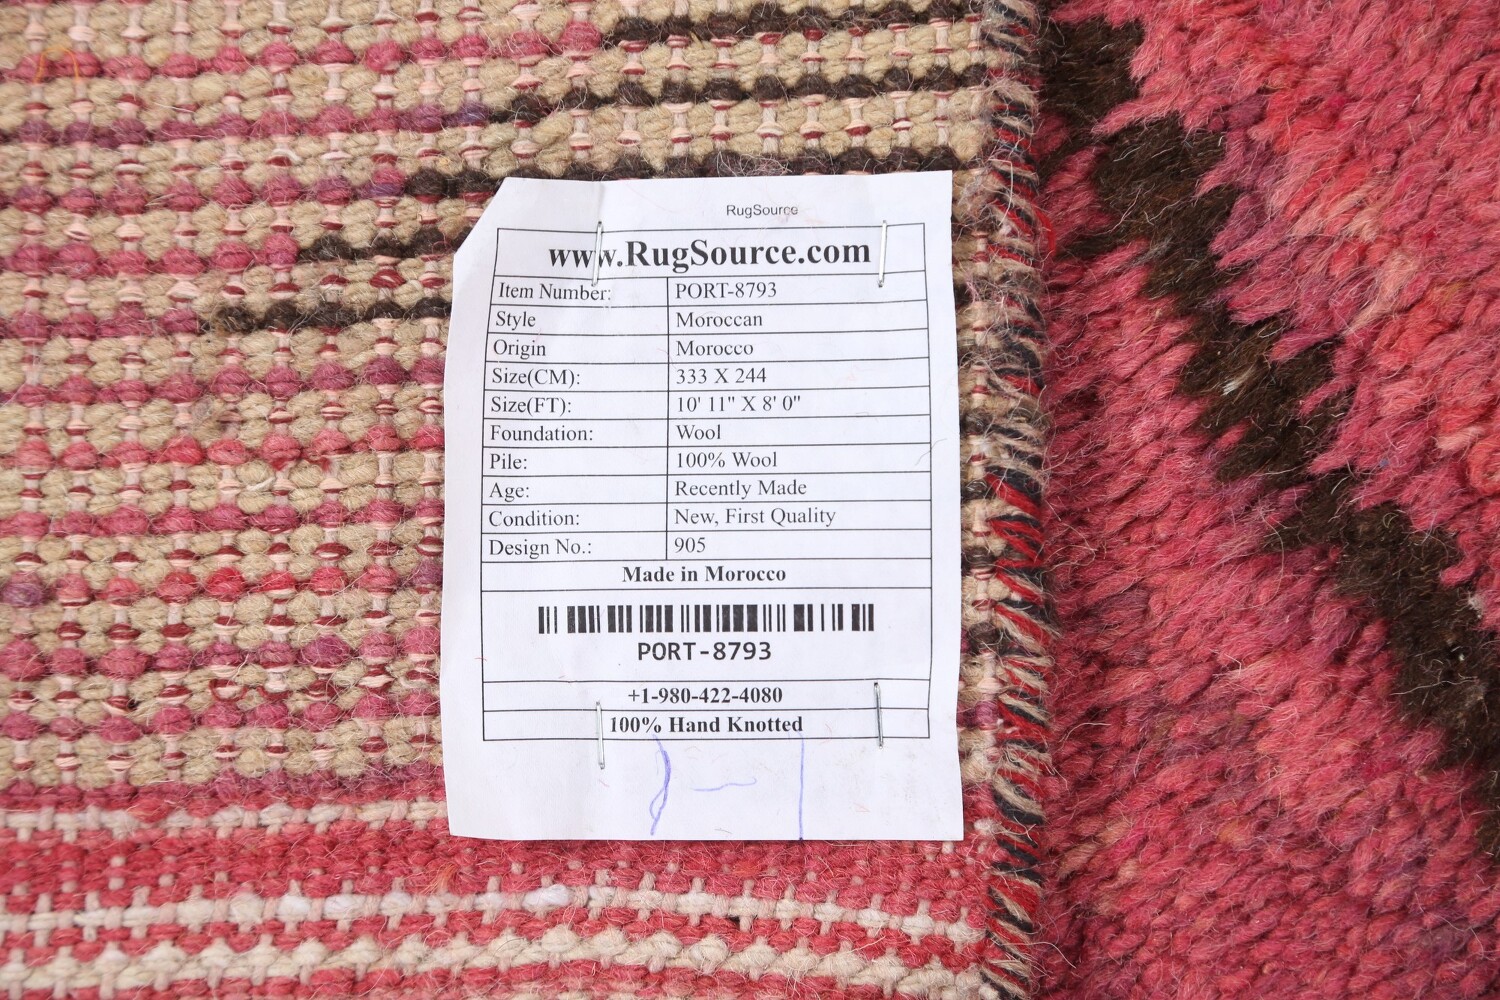 RugSource
www.RugSource.com
Item Number: PORT-8793
Style Moroccan
Origin Morocco
Size(CM): 333 X 244
Size(FT): 10' 11" X 8' 0"
Foundation: Wool
Pile: 100% Wool
Age: Recently Made
Condition: New, First Quality
Design No.: 905
Made in Morocco
PORT-8793
+1-980-422-4080
100% Hand Knotted